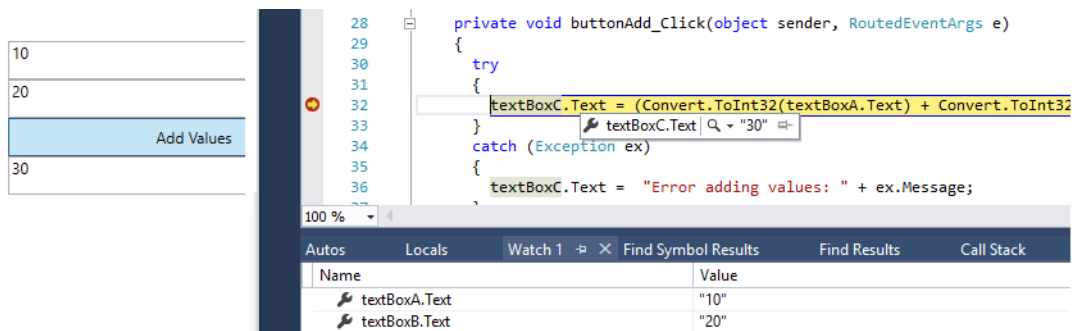 10
20
Add Values
30
28 private void buttonAdd_Click(object sender, RoutedEventArgs e)
29 {
30 try
31 {
32 textBoxC.Text = (Convert.ToInt32(textBoxA.Text) + Convert.ToInt32
textBoxC.Text "30"
33 }
34 catch (Exception ex)
35 {
36 textBoxC.Text = "Error adding values: " + ex.Message;
100 %
Autos Locals Watch 1 Find Symbol Results Find Results Call Stack
Name Value
textBoxA.Text "10"
textBoxB.Text "20"